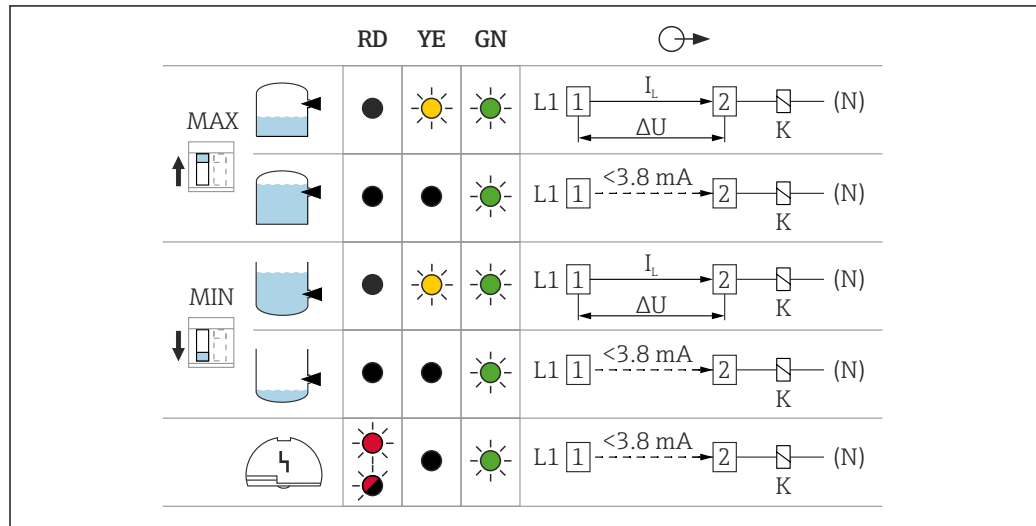 RD YE GN
MAX
L1 1 I_L 2 (N)
ΔU K
L1 1 <3.8 mA 2 (N)
K
MIN
L1 1 I_L 2 (N)
ΔU K
L1 1 <3.8 mA 2 (N)
K
L1 1 <3.8 mA 2 (N)
K